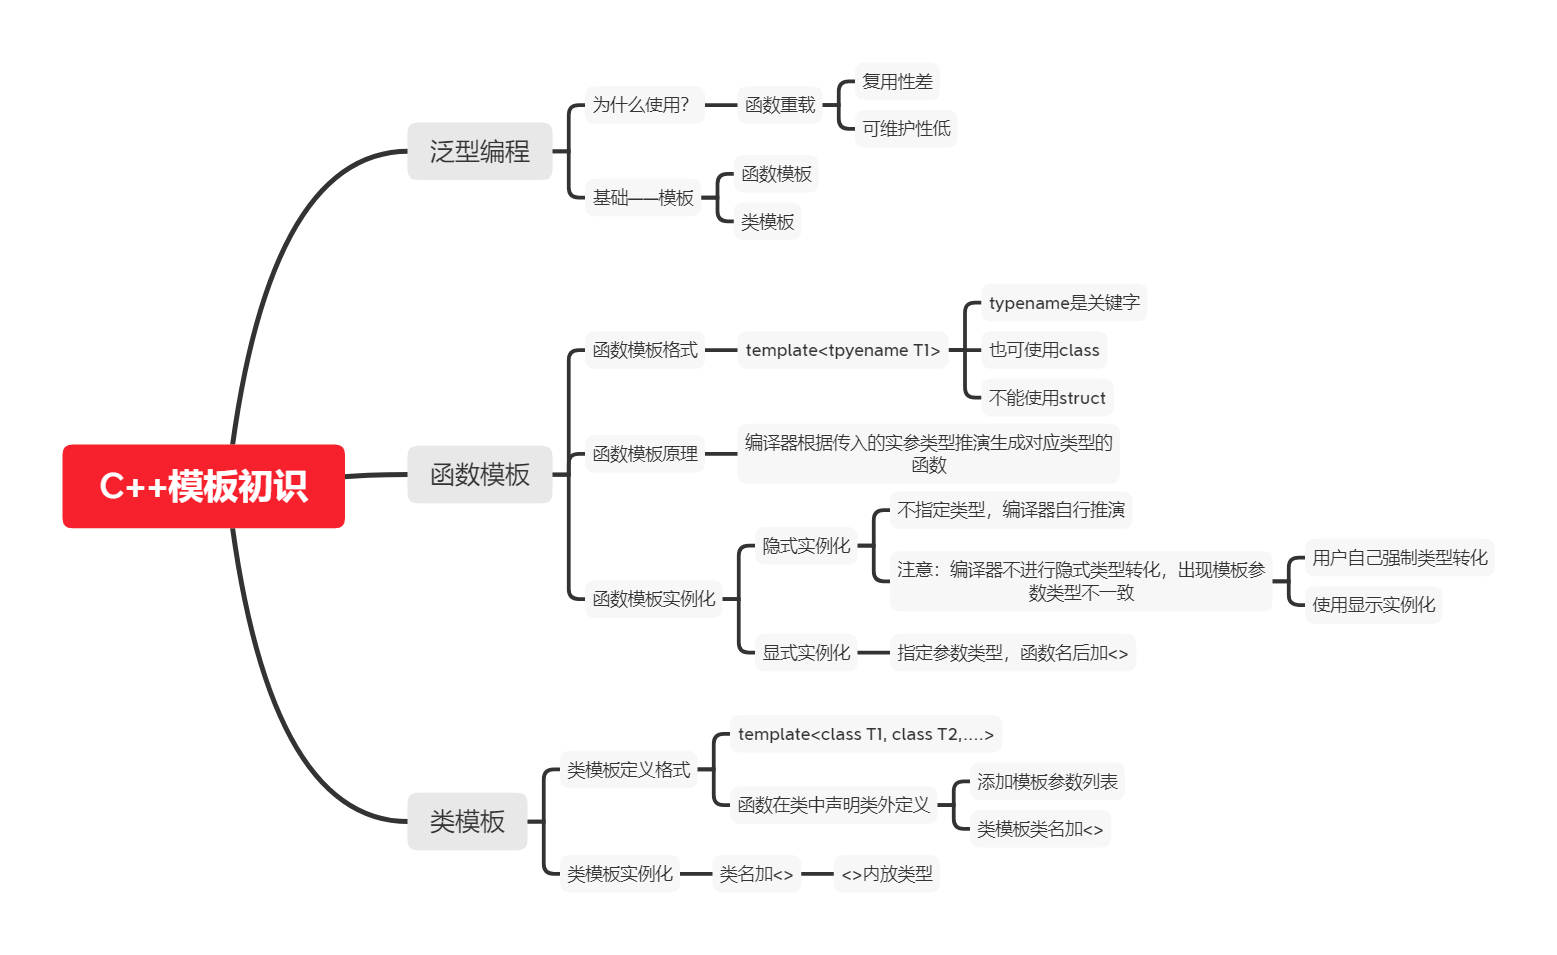 C++模板初识
泛型编程
为什么使用？
函数重载
复用性差
可维护性低
基础——模板
函数模板
类模板
函数模板
函数模板格式
template<tpyename T1>
typename是关键字
也可使用class
不能使用struct
函数模板原理
编译器根据传入的实参类型推演生成对应类型的
函数
函数模板实例化
隐式实例化
不指定类型，编译器自行推演
注意：编译器不进行隐式类型转化，出现模板参
数类型不一致
用户自己强制类型转化
使用显示实例化
显式实例化
指定参数类型，函数名后加<>
类模板
类模板定义格式
template<class T1, class T2,....>
函数在类中声明类外定义
添加模板参数列表
类模板类名加<>
类模板实例化
类名加<>
<>内放类型